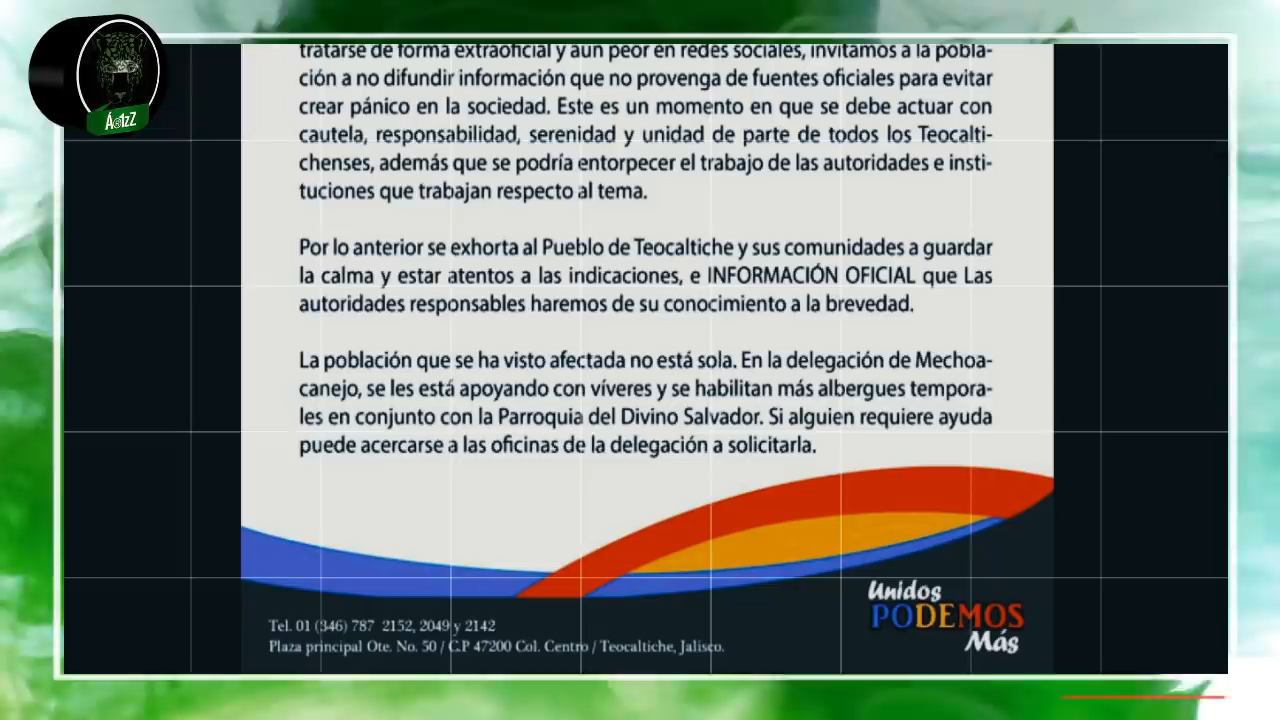 Á⊕1zZ
tratarse de forma extraoficial y aun peor en redes sociales, invitamos a la pobla-
ción a no difundir información que no provenga de fuentes oficiales para evitar
crear pánico en la sociedad. Este es un momento en que se debe actuar con
cautela, responsabilidad, serenidad y unidad de parte de todos los Teocalti-
chenses, además que se podría entorpecer el trabajo de las autoridades e insti-
tuciones que trabajan respecto al tema.
Por lo anterior se exhorta al Pueblo de Teocaltiche y sus comunidades a guardar
la calma y estar atentos a las indicaciones, e INFORMACIÓN OFICIAL que Las
autoridades responsables haremos de su conocimiento a la brevedad.
La población que se ha visto afectada no está sola. En la delegación de Mechoa-
canejo, se les está apoyando con víveres y se habilitan más albergues tempora-
les en conjunto con la Parroquia del Divino Salvador. Si alguien requiere ayuda
puede acercarse a las oficinas de la delegación a solicitarla.
Unidos
PODEMOS
Más
Tel. 01 (346) 787 2152, 2049 y 2142
Plaza principal Ote. No. 50 / C.P 47200 Col. Centro / Teocaltiche, Jalisco.